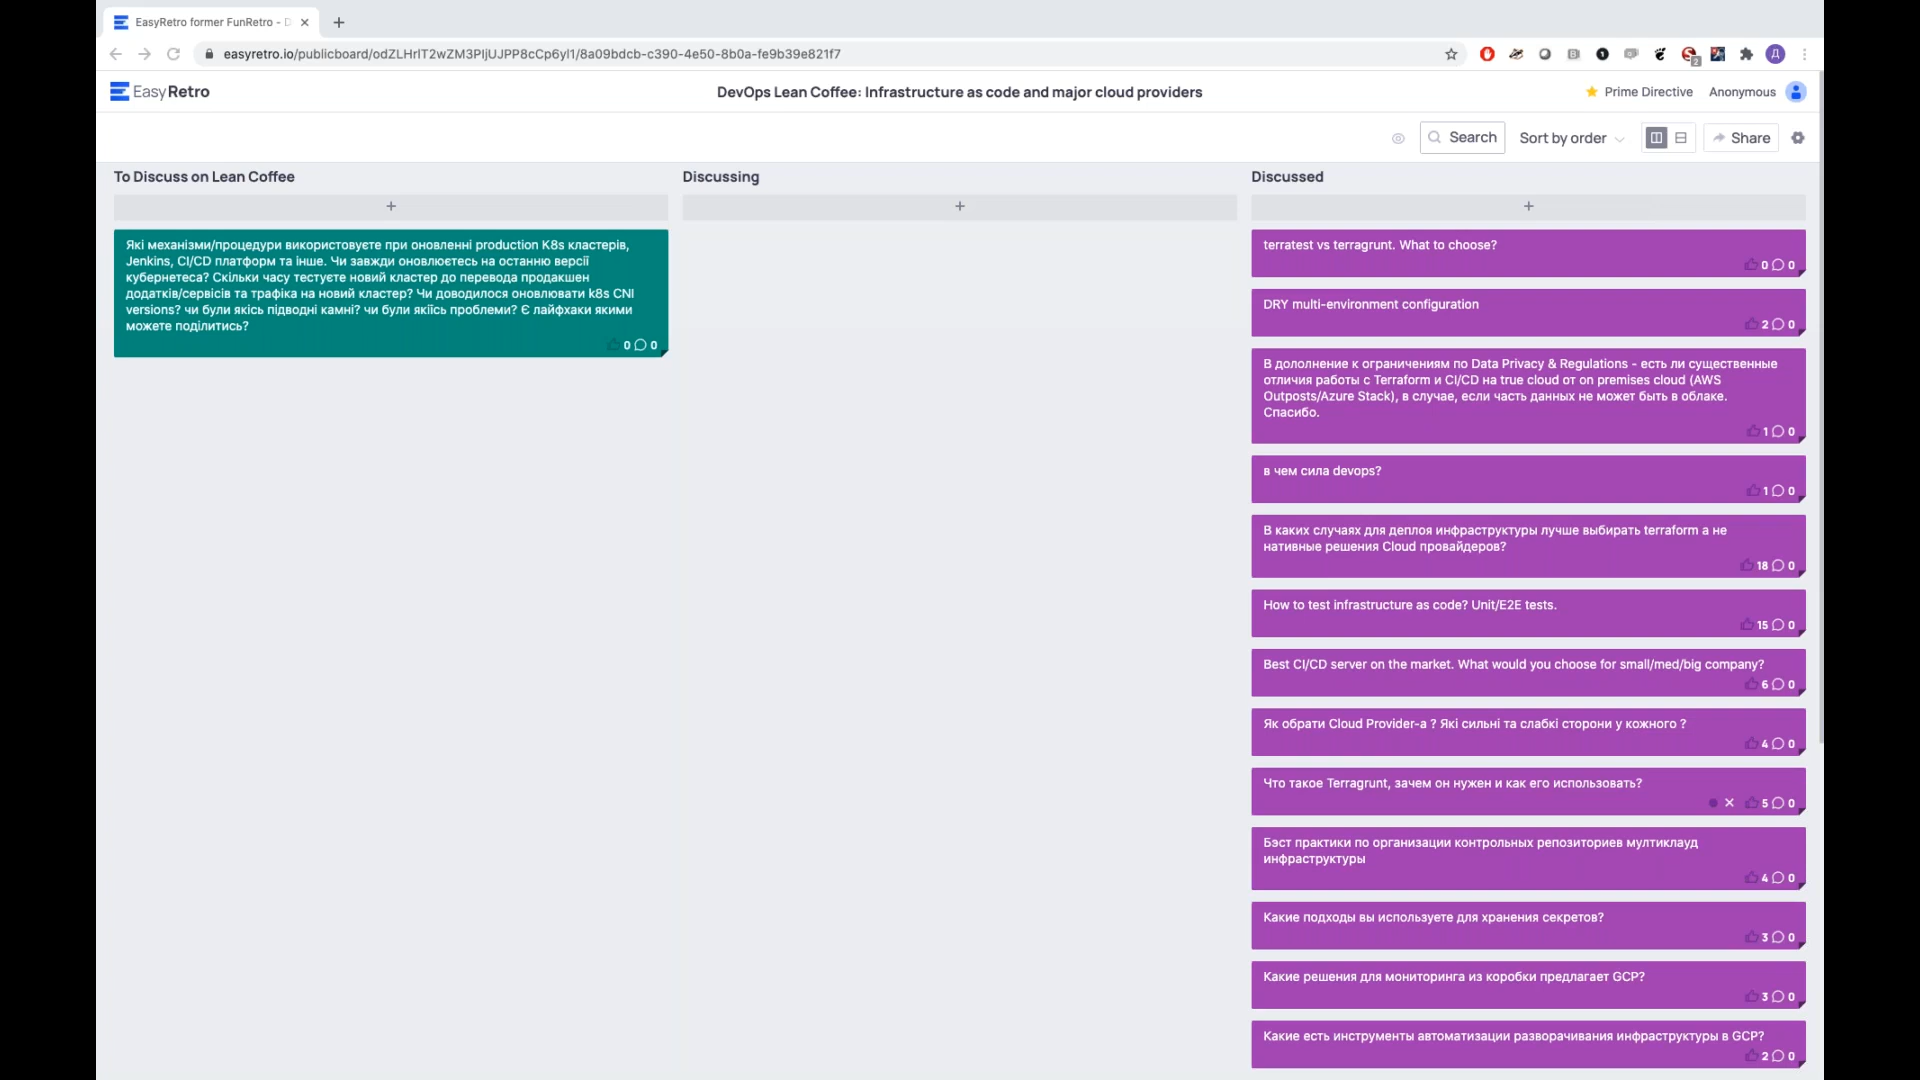 EasyRetro former FunRetro - D
easyretro.io/publicboard/odZLHrlT2wZM3PljUJPP8cCp6yl1/8a09bdcb-c390-4e50-8b0a-fe9b39e821f7
EasyRetro
DevOps Lean Coffee: Infrastructure as code and major cloud providers
Prime Directive
Anonymous
Search
Sort by order
Share
To Discuss on Lean Coffee
Які механізми/процедури використовуєте при оновленні production K8s кластерів,
Jenkins, CI/CD платформ та інше. Чи завжди оновлюєтесь на останню версії
кубернетеса? Скільки часу тестуєте новий кластер до перевода продакшен
додатків/сервісів та трафіка на новий кластер? Чи доводилося оновлювати k8s CNI
versions? чи були якісь підводні камні? чи були якіісь проблеми? Є лайфхаки якими
можете поділитись?
0 0
Discussing
Discussed
terratest vs terragrunt. What to choose?
0 0
DRY multi-environment configuration
2 0
В дололнение к ограничениям по Data Privacy & Regulations - есть ли существенные
отличия работы с Terraform и CI/CD на true cloud от on premises cloud (AWS
Outposts/Azure Stack), в случае, если часть данных не может быть в облаке.
Спасибо.
1 0
в чем сила devops?
1 0
В каких случаях для деплоя инфраструктуры лучше выбирать terraform а не
нативные решения Cloud провайдеров?
18 0
How to test infrastructure as code? Unit/E2E tests.
15 0
Best CI/CD server on the market. What would you choose for small/med/big company?
6 0
Як обрати Cloud Provider-а ? Які сильні та слабкі сторони у кожного ?
4 0
Что такое Terragrunt, зачем он нужен и как его использовать?
5 0
Бэст практики по организации контрольных репозиториев мултиклауд
инфраструктуры
4 0
Какие подходы вы используете для хранения секретов?
3 0
Какие решения для мониторинга из коробки предлагает GCP?
3 0
Какие есть инструменты автоматизации разворачивания инфраструктуры в GCP?
2 0